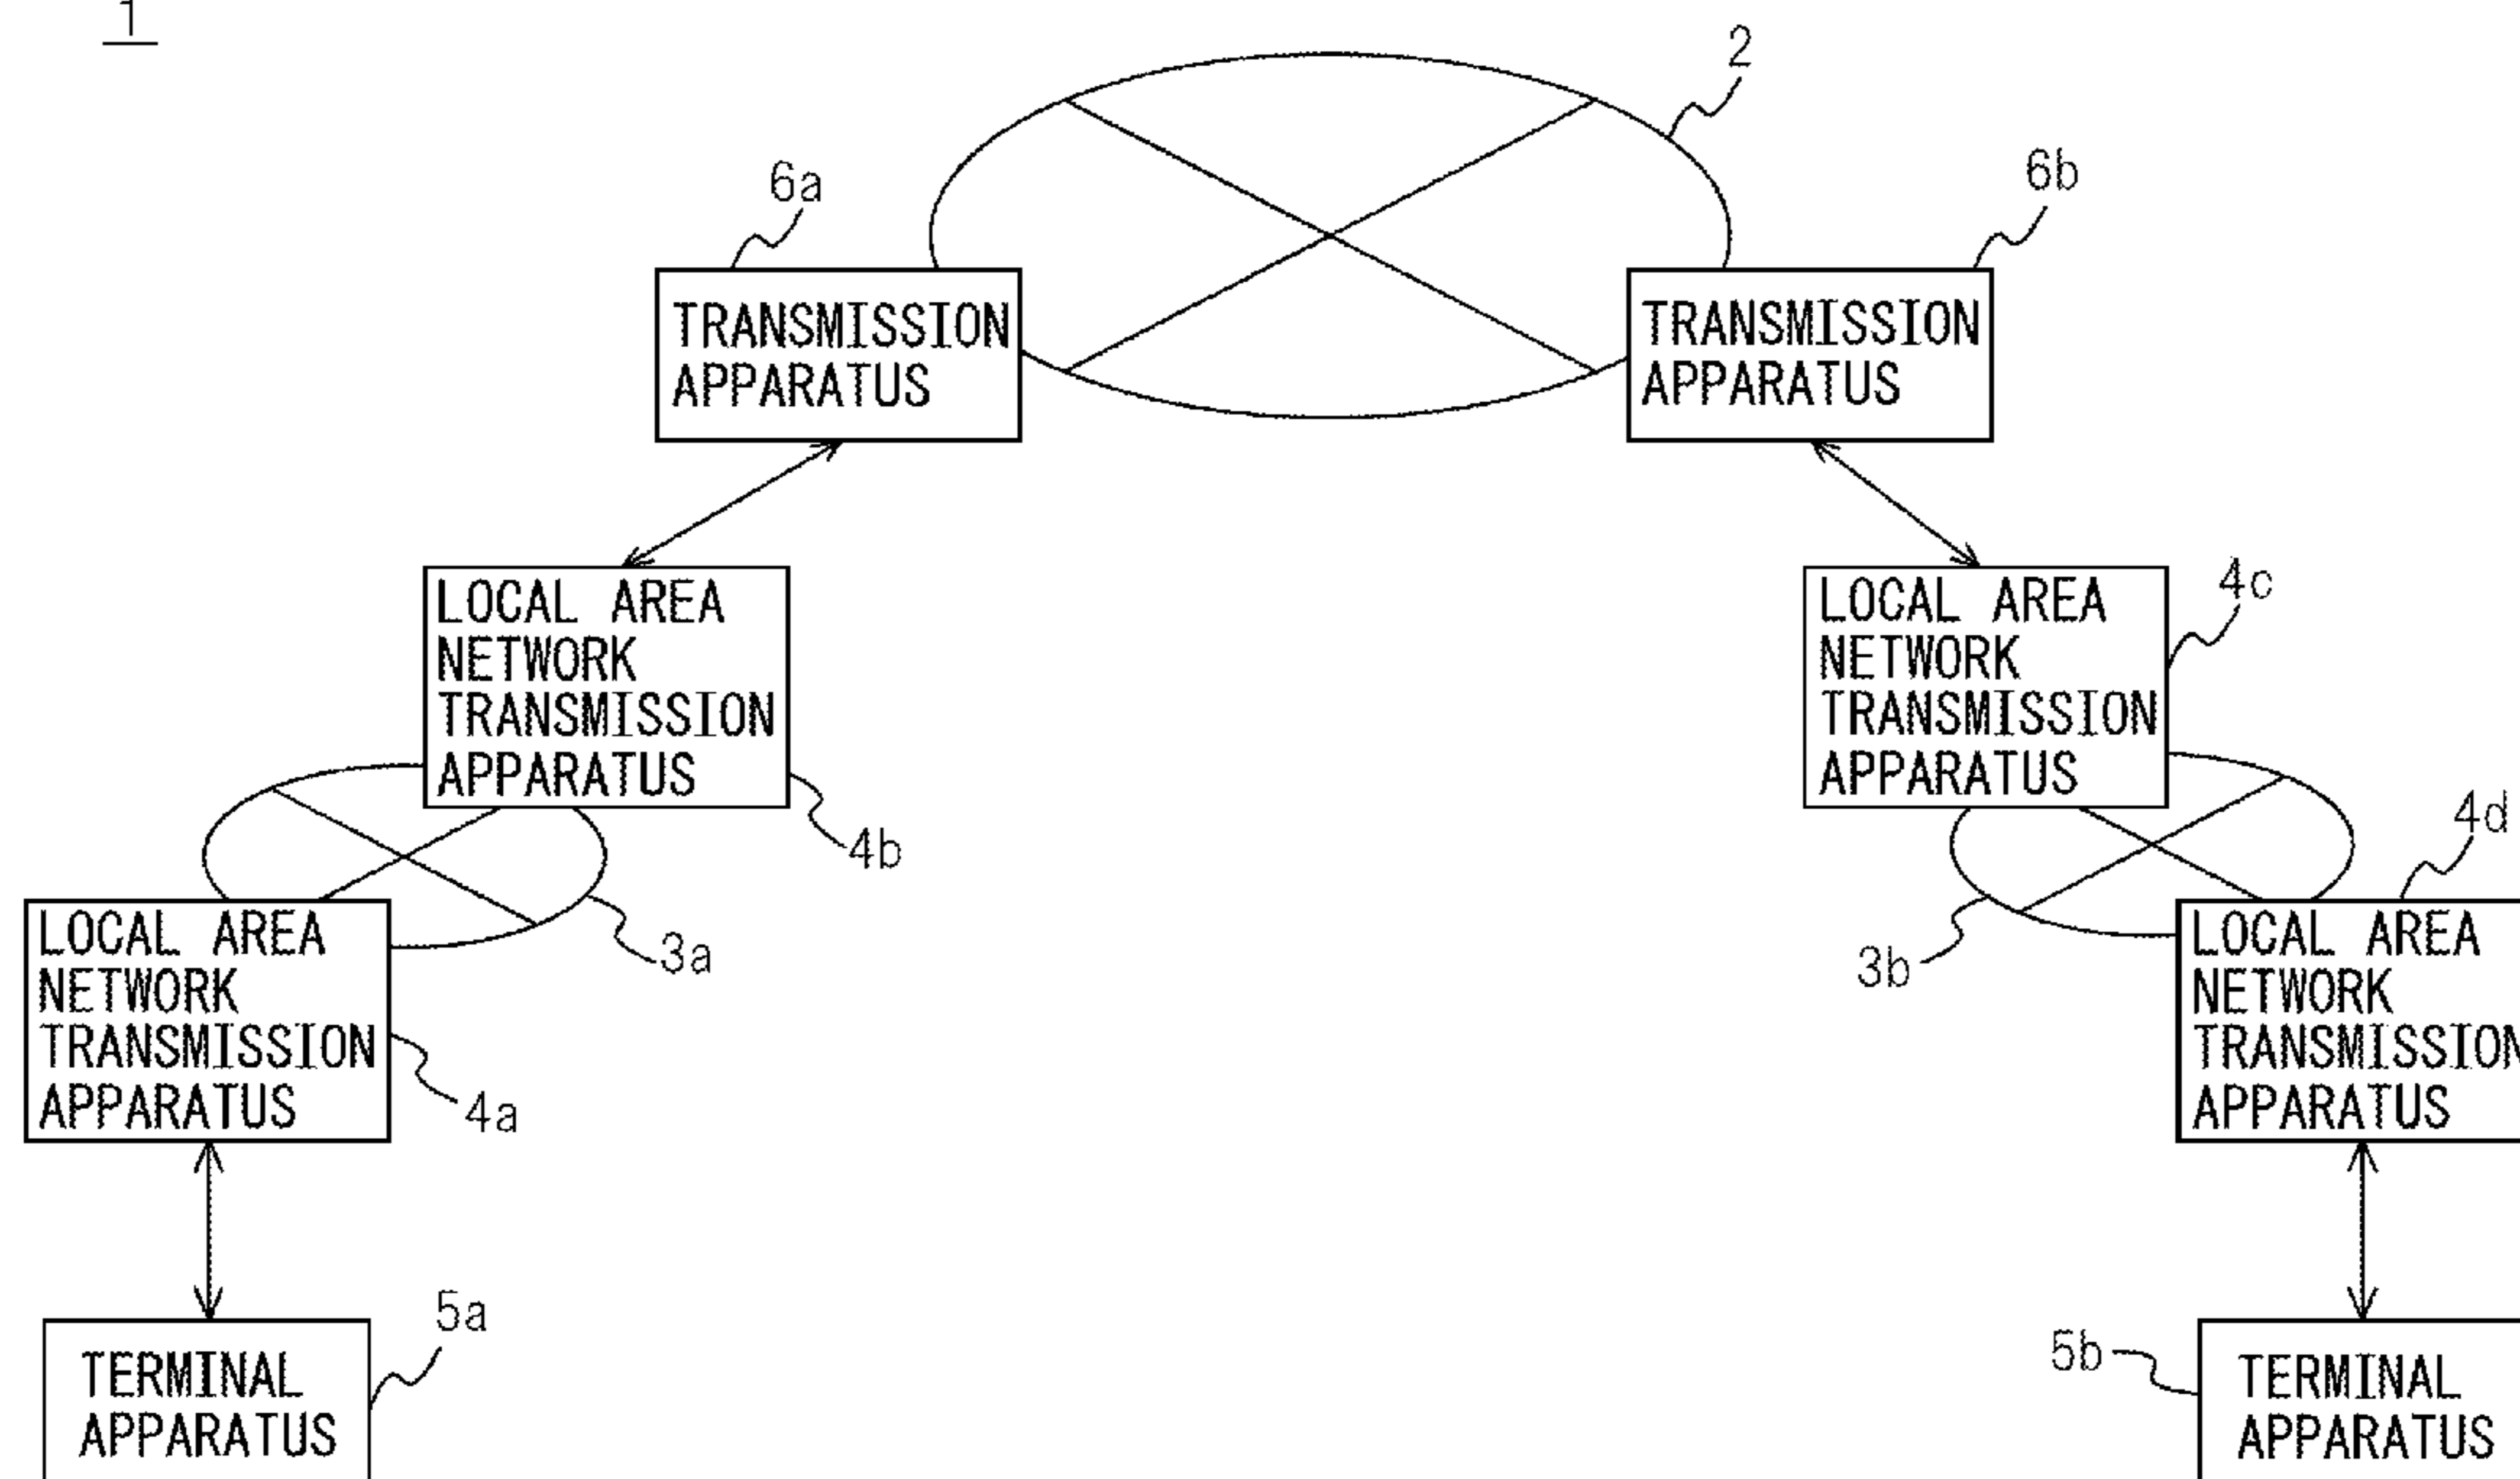 1
2
6a
6b
TRANSMISSION
APPARATUS
TRANSMISSION
APPARATUS
LOCAL AREA
NETWORK
TRANSMISSION
APPARATUS
4b
LOCAL AREA
NETWORK
TRANSMISSION
APPARATUS
4c
3a
3b
4d
LOCAL AREA
NETWORK
TRANSMISSION
APPARATUS
4a
LOCAL AREA
NETWORK
TRANSMISSION
APPARATUS
5a
TERMINAL
APPARATUS
5b
TERMINAL
APPARATUS